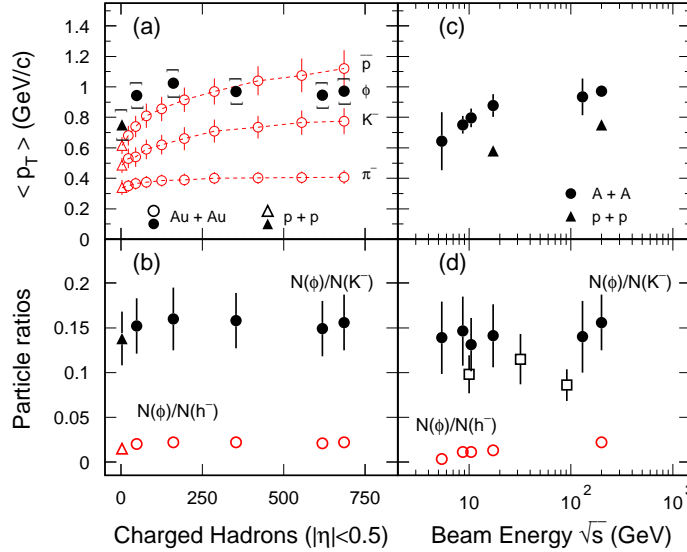 < p_T > (GeV/c)
1.4
1.2
1
0.8
0.6
0.4
0.2
0
(a)
p̅
ϕ
K⁻
π⁻
Au + Au
p + p
(c)
A + A
p + p
Particle ratios
0.2
0.15
0.1
0.05
0
(b)
N(ϕ)/N(K⁻)
N(ϕ)/N(h⁻)
(d)
N(ϕ)/N(K⁻)
N(ϕ)/N(h⁻)
0 250 500 750
10 10² 10³
Charged Hadrons (|η|<0.5)
Beam Energy √s (GeV)